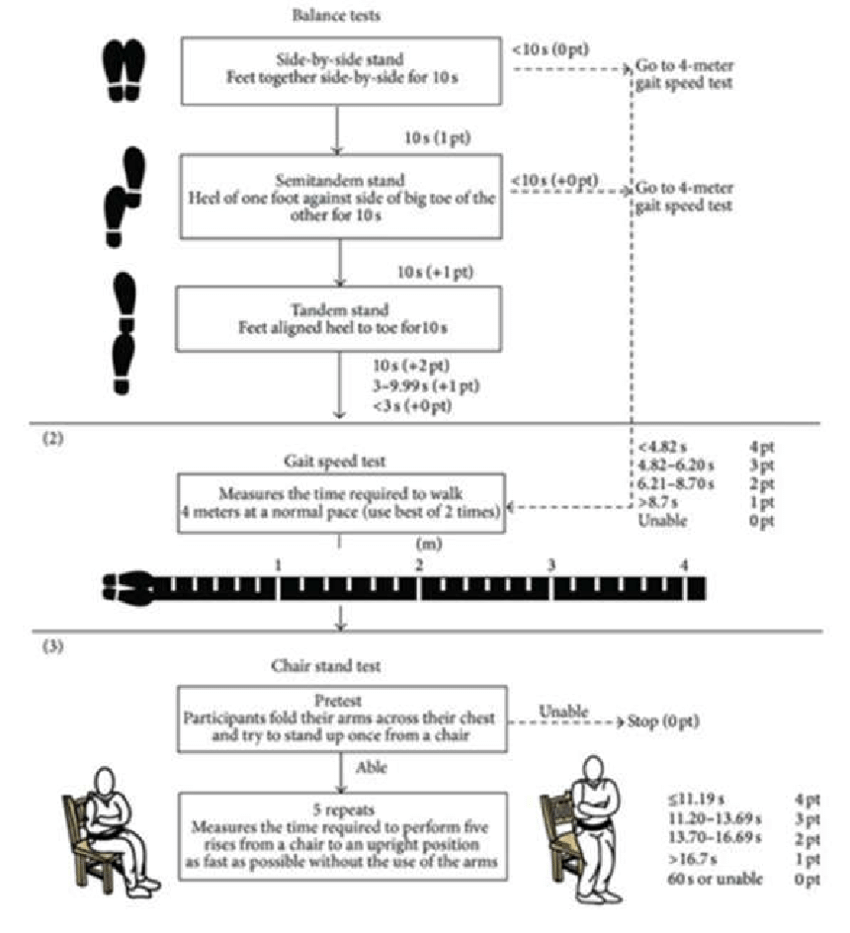 Balance tests
Side-by-side stand
Feet together side-by-side for 10 s
<10 s (0 pt)
Go to 4-meter
gait speed test
10 s (1 pt)
Semitandem stand
Heel of one foot against side of big toe of the
other for 10 s
<10 s (+0 pt)
Go to 4-meter
gait speed test
10 s (+1 pt)
Tandem stand
Feet aligned heel to toe for10 s
10 s (+2 pt)
3–9.99 s (+1 pt)
<3 s (+0 pt)
(2)
Gait speed test
Measures the time required to walk
4 meters at a normal pace (use best of 2 times)
<4.82 s 4 pt
4.82–6.20 s 3 pt
6.21–8.70 s 2 pt
>8.7 s 1 pt
Unable 0 pt
(m)
1 2 3 4
(3)
Chair stand test
Pretest
Participants fold their arms across their chest
and try to stand up once from a chair
Unable
Stop (0 pt)
Able
5 repeats
Measures the time required to perform five
rises from a chair to an upright position
as fast as possible without the use of the arms
≤11.19 s 4 pt
11.20–13.69 s 3 pt
13.70–16.69 s 2 pt
>16.7 s 1 pt
60 s or unable 0 pt